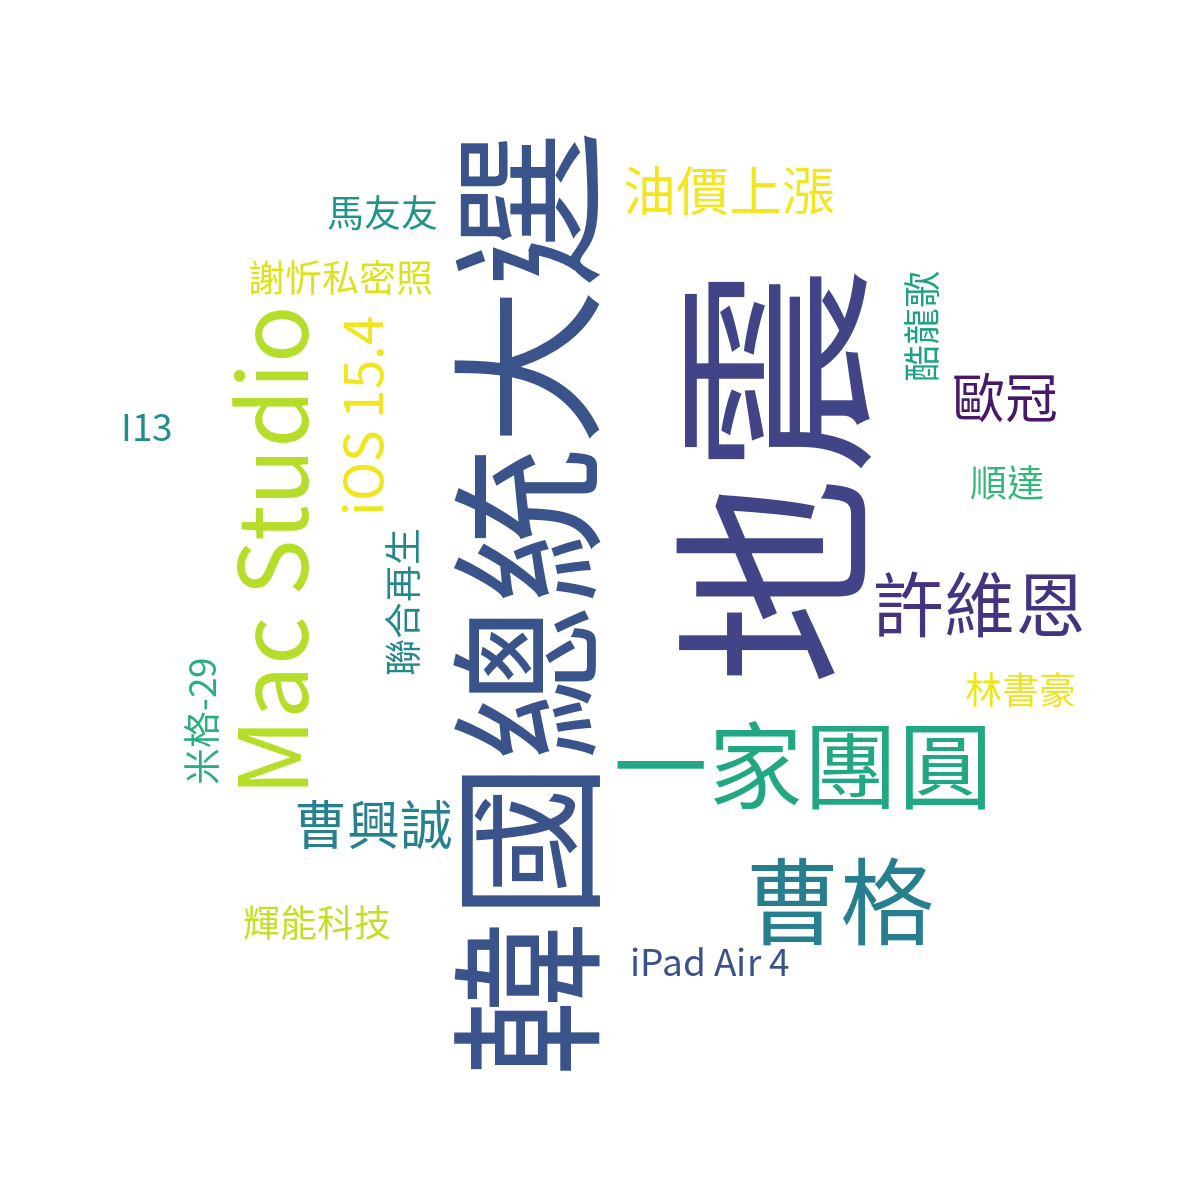 油價上漲
馬友友
謝忻私密照
韓國總統大選
地震
酷龍歌
Mac Studio
iOS 15.4
歐冠
I13
順達
聯合再生
許維恩
米格-29
林書豪
一家團圓
曹興誠
曹格
輝能科技
iPad Air 4